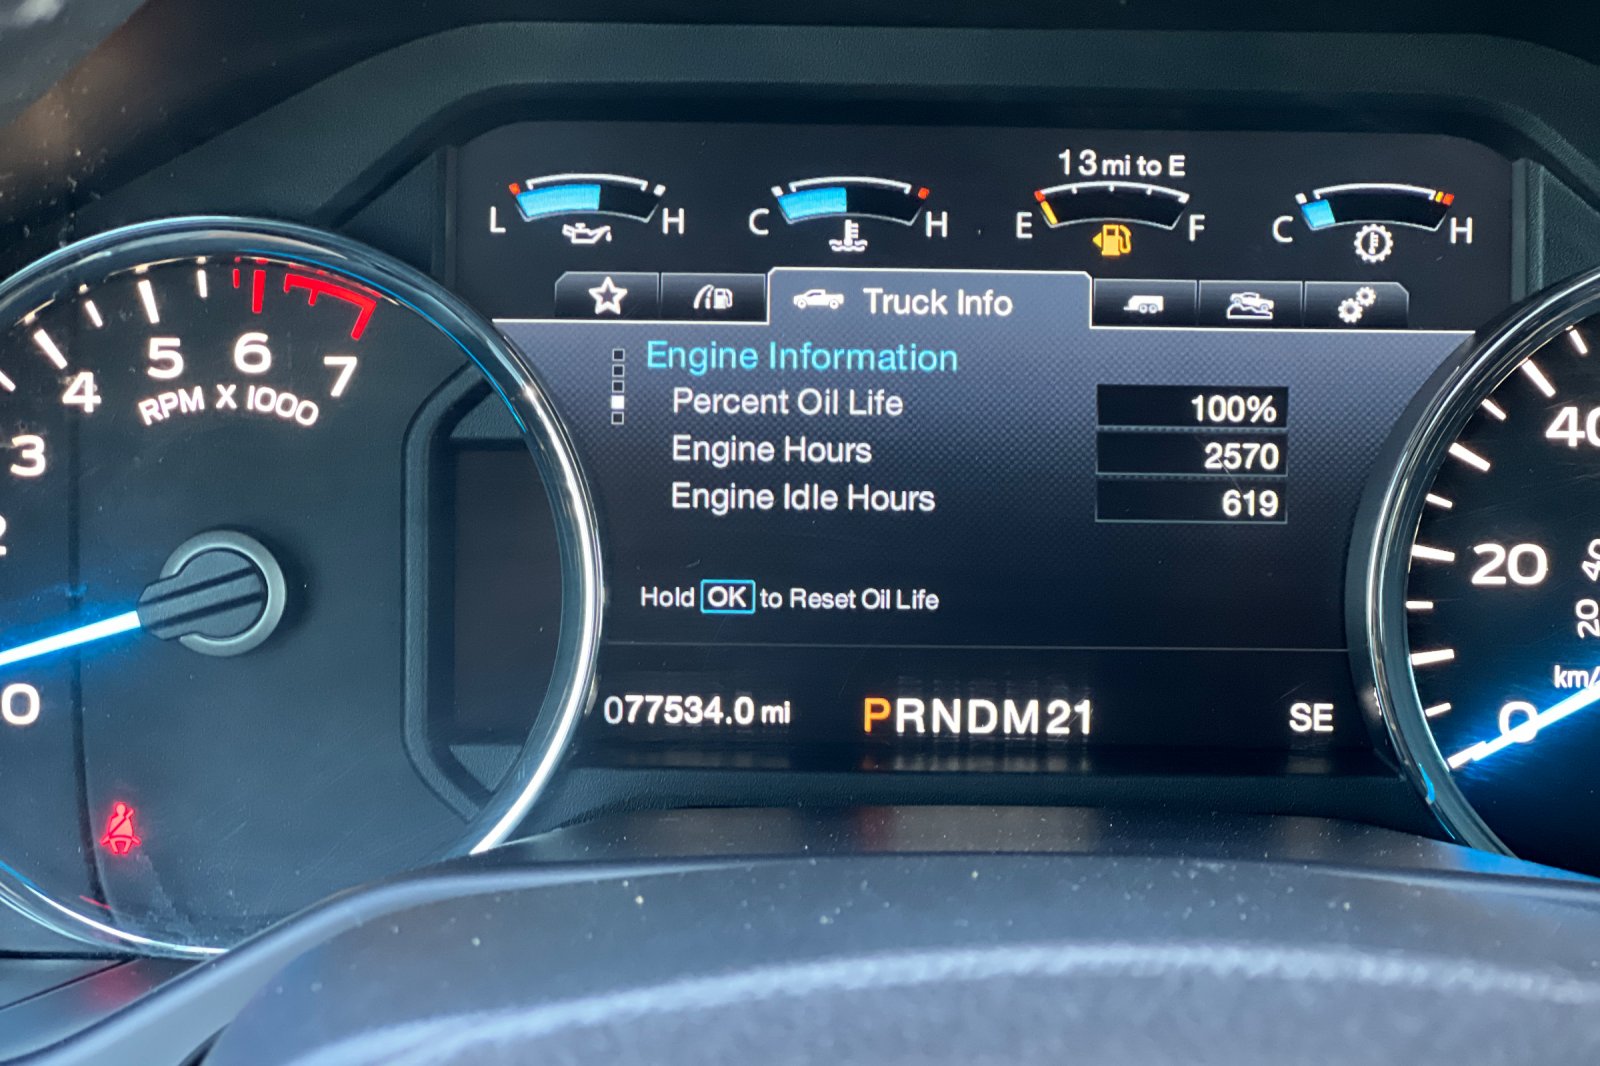 13 mi to E
L H
C H
E F
C H
Truck Info
Engine Information
Percent Oil Life 100%
Engine Hours 2570
Engine Idle Hours 619
Hold OK to Reset Oil Life
077534.0 mi PRNDM21 SE
0
3
4
5
6
7
RPM X 1000
0
20
40
20
km/